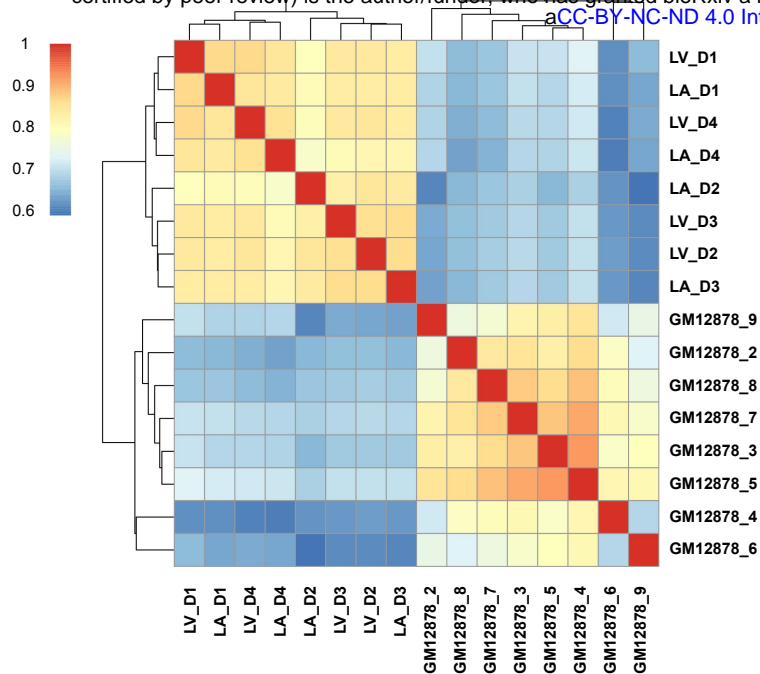 aCC-BY-NC-ND 4.0 Int
1
0.9
0.8
0.7
0.6
LV_D1
LA_D1
LV_D4
LA_D4
LA_D2
LV_D3
LV_D2
LA_D3
GM12878_9
GM12878_2
GM12878_8
GM12878_7
GM12878_3
GM12878_5
GM12878_4
GM12878_6
LV_D1
LA_D1
LV_D4
LA_D4
LA_D2
LV_D3
LV_D2
LA_D3
GM12878_2
GM12878_8
GM12878_7
GM12878_3
GM12878_5
GM12878_4
GM12878_6
GM12878_9